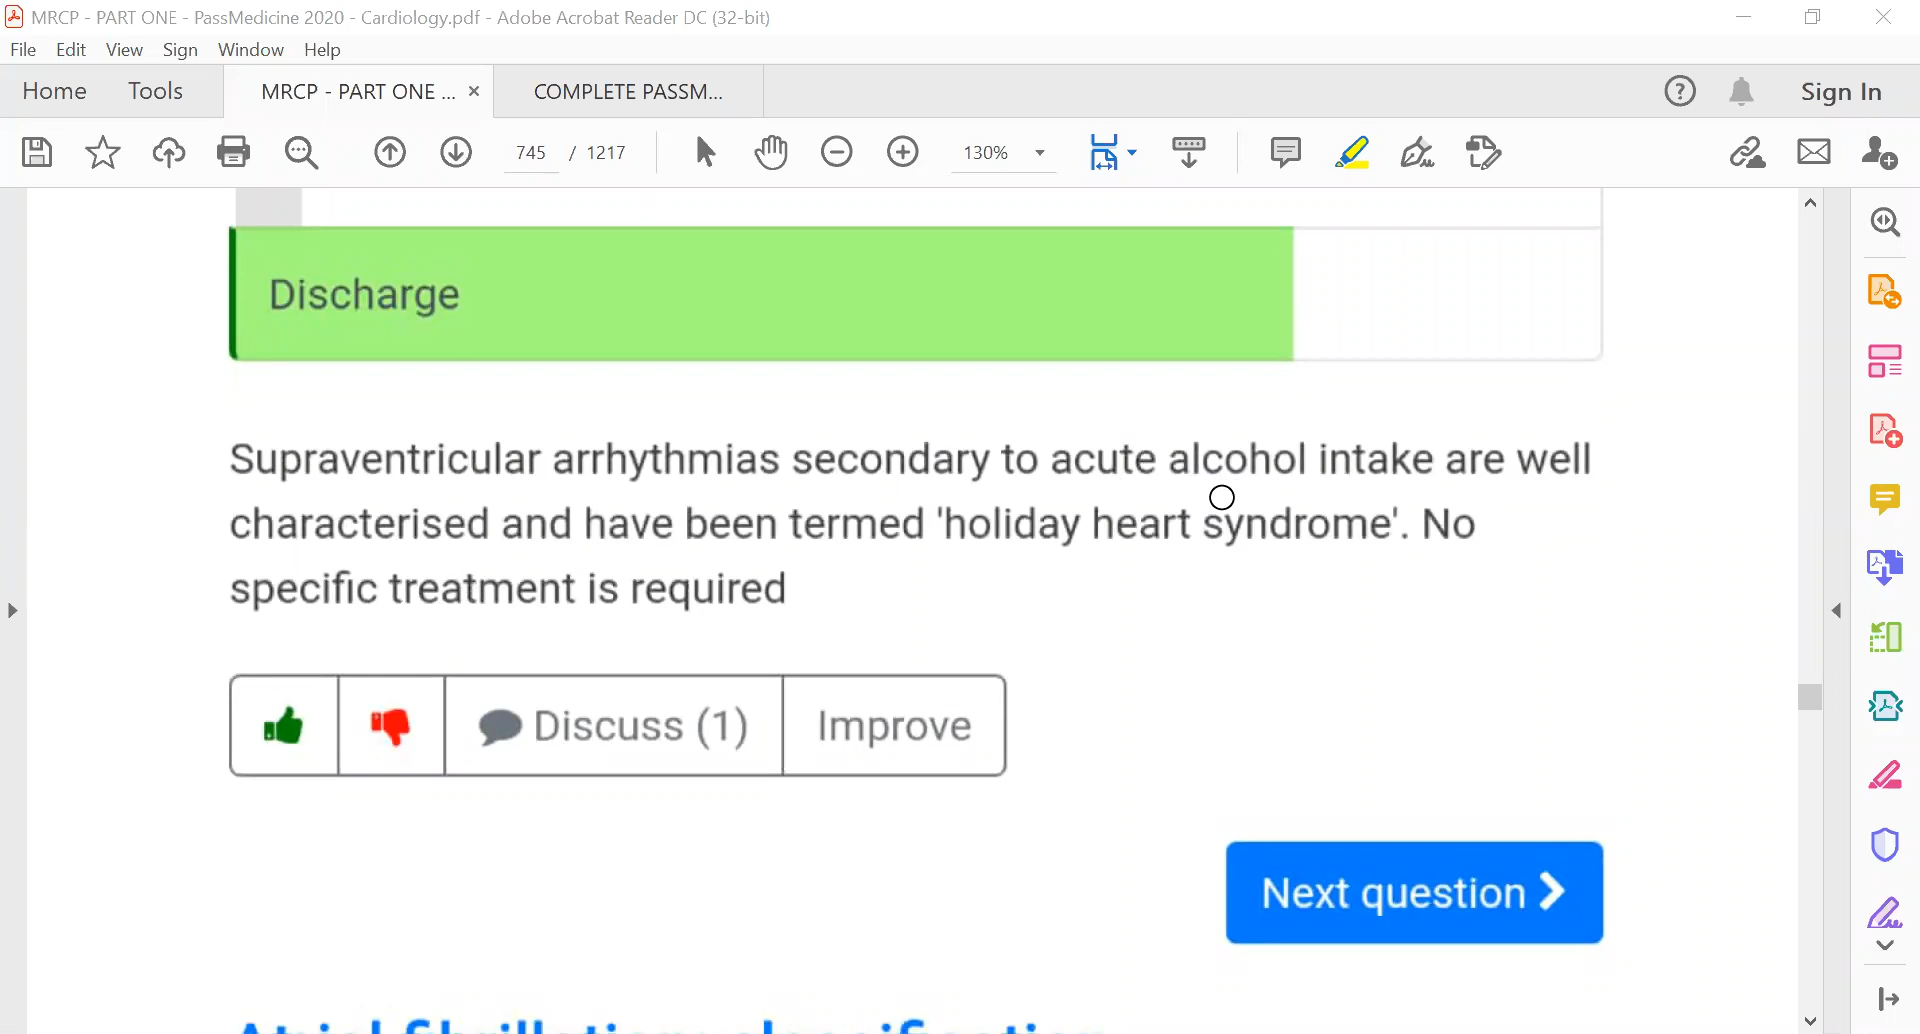 MRCP - PART ONE - PassMedicine 2020 - Cardiology.pdf - Adobe Acrobat Reader DC (32-bit)
File Edit View Sign Window Help
Home Tools MRCP - PART ONE ... × COMPLETE PASSM... ? Sign In
745 / 1217 130%
Discharge
Supraventricular arrhythmias secondary to acute alcohol intake are well
characterised and have been termed 'holiday heart syndrome'. No
specific treatment is required
Discuss (1) Improve
Next question
Atrial fibrillation: classification